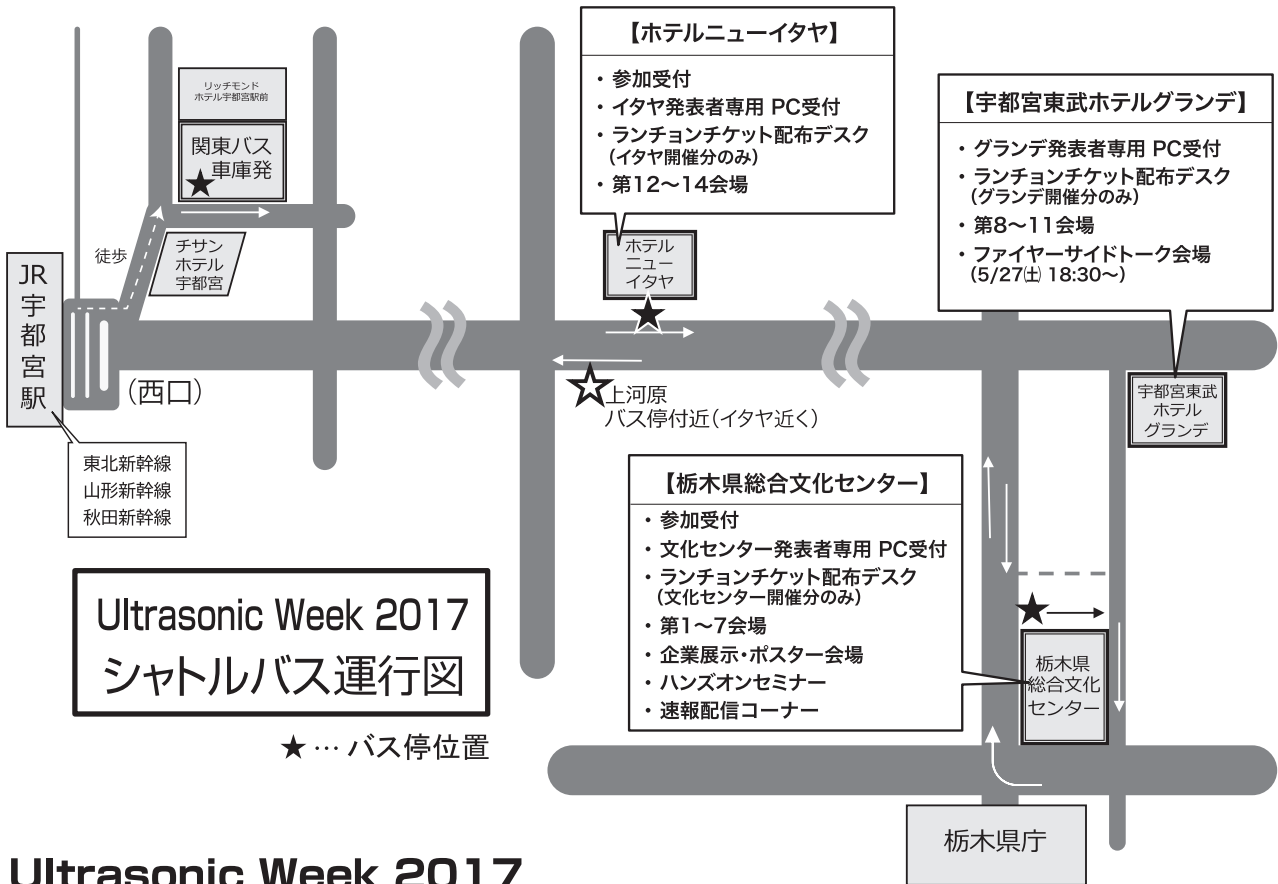 【ホテルニューイタヤ】
・参加受付
・イタヤ発表者専用 PC受付
・ランチョンチケット配布デスク
（イタヤ開催分のみ）
・第12〜14会場
【宇都宮東武ホテルグランデ】
・グランデ発表者専用 PC受付
・ランチョンチケット配布デスク
（グランデ開催分のみ）
・第8〜11会場
・ファイヤーサイドトーク会場
（5/27㈯ 18:30〜）
リッチモンド
ホテル宇都宮駅前
関東バス
車庫発
★
徒歩
チサン
ホテル
宇都宮
JR
宇
都
宮
駅
（西口）
東北新幹線
山形新幹線
秋田新幹線
ホテル
ニュー
イタヤ
★
☆
上河原
バス停付近（イタヤ近く）
宇都宮東武
ホテル
グランデ
【栃木県総合文化センター】
・参加受付
・文化センター発表者専用 PC受付
・ランチョンチケット配布デスク
（文化センター開催分のみ）
・第1〜7会場
・企業展示・ポスター会場
・ハンズオンセミナー
・速報配信コーナー
★
栃木県
総合文化
センター
Ultrasonic Week 2017
シャトルバス運行図
★… バス停位置
栃木県庁
Ultrasonic Week 2017